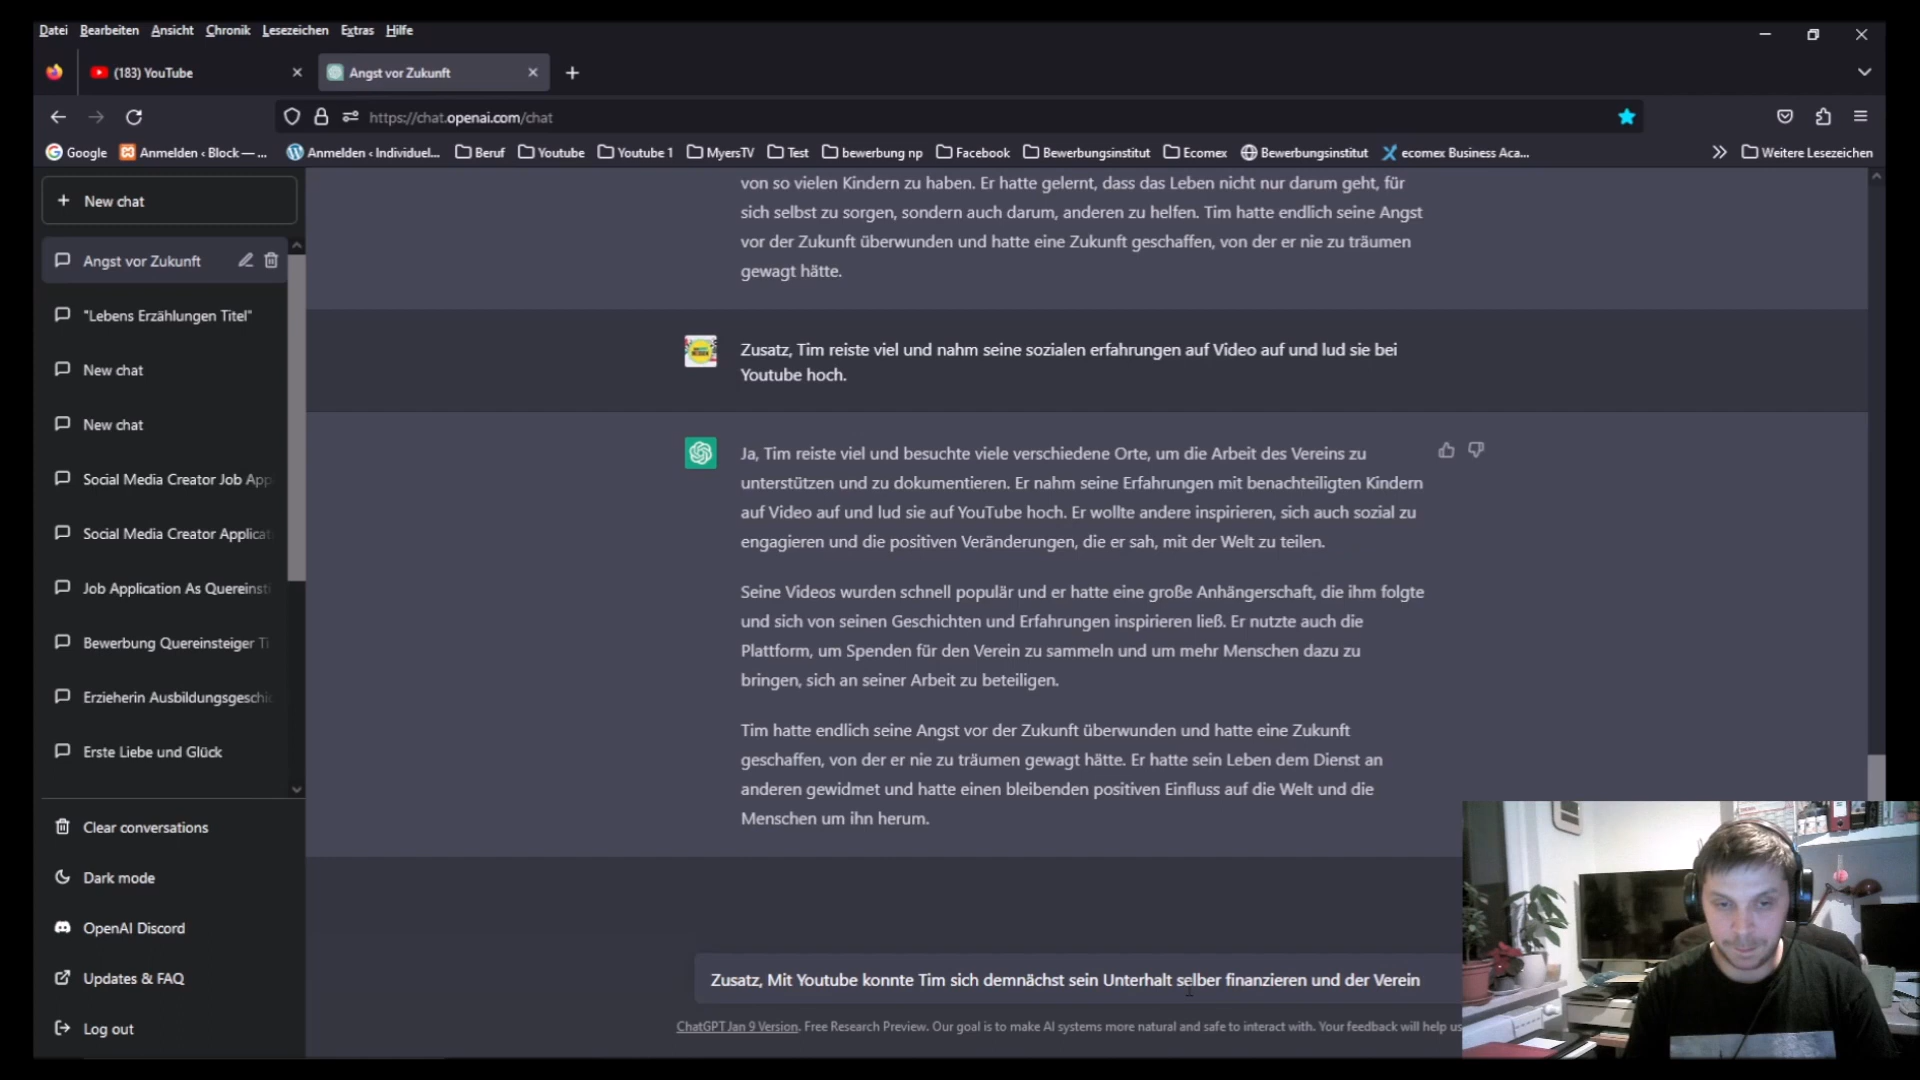 Datei Bearbeiten Ansicht Chronik Lesezeichen Extras Hilfe
(183) YouTube
Angst vor Zukunft
https://chat.openai.com/chat
Google
Anmelden ‹ Block — ...
Anmelden ‹ Individuel...
Beruf
Youtube
Youtube 1
MyersTV
Test
bewerbung np
Facebook
Bewerbungsinstitut
Ecomex
Bewerbungsinstitut
ecomex Business Aca...
Weitere Lesezeichen
New chat
Angst vor Zukunft
"Lebens Erzählungen Titel"
New chat
New chat
Social Media Creator Job App
Social Media Creator Applicat
Job Application As Quereinsti
Bewerbung Quereinsteiger Ti
Erzieherin Ausbildungsgeschic
Erste Liebe und Glück
Clear conversations
Dark mode
OpenAI Discord
Updates & FAQ
Log out
von so vielen Kindern zu haben. Er hatte gelernt, dass das Leben nicht nur darum geht, für
sich selbst zu sorgen, sondern auch darum, anderen zu helfen. Tim hatte endlich seine Angst
vor der Zukunft überwunden und hatte eine Zukunft geschaffen, von der er nie zu träumen
gewagt hätte.
Zusatz, Tim reiste viel und nahm seine sozialen erfahrungen auf Video auf und lud sie bei
Youtube hoch.
Ja, Tim reiste viel und besuchte viele verschiedene Orte, um die Arbeit des Vereins zu
unterstützen und zu dokumentieren. Er nahm seine Erfahrungen mit benachteiligten Kindern
auf Video auf und lud sie auf YouTube hoch. Er wollte andere inspirieren, sich auch sozial zu
engagieren und die positiven Veränderungen, die er sah, mit der Welt zu teilen.
Seine Videos wurden schnell populär und er hatte eine große Anhängerschaft, die ihm folgte
und sich von seinen Geschichten und Erfahrungen inspirieren ließ. Er nutzte auch die
Plattform, um Spenden für den Verein zu sammeln und um mehr Menschen dazu zu
bringen, sich an seiner Arbeit zu beteiligen.
Tim hatte endlich seine Angst vor der Zukunft überwunden und hatte eine Zukunft
geschaffen, von der er nie zu träumen gewagt hätte. Er hatte sein Leben dem Dienst an
anderen gewidmet und hatte einen bleibenden positiven Einfluss auf die Welt und die
Menschen um ihn herum.
Zusatz, Mit Youtube konnte Tim sich demnächst sein Unterhalt selber finanzieren und der Verein
ChatGPT Jan 9 Version. Free Research Preview. Our goal is to make AI systems more natural and safe to interact with. Your feedback will help us